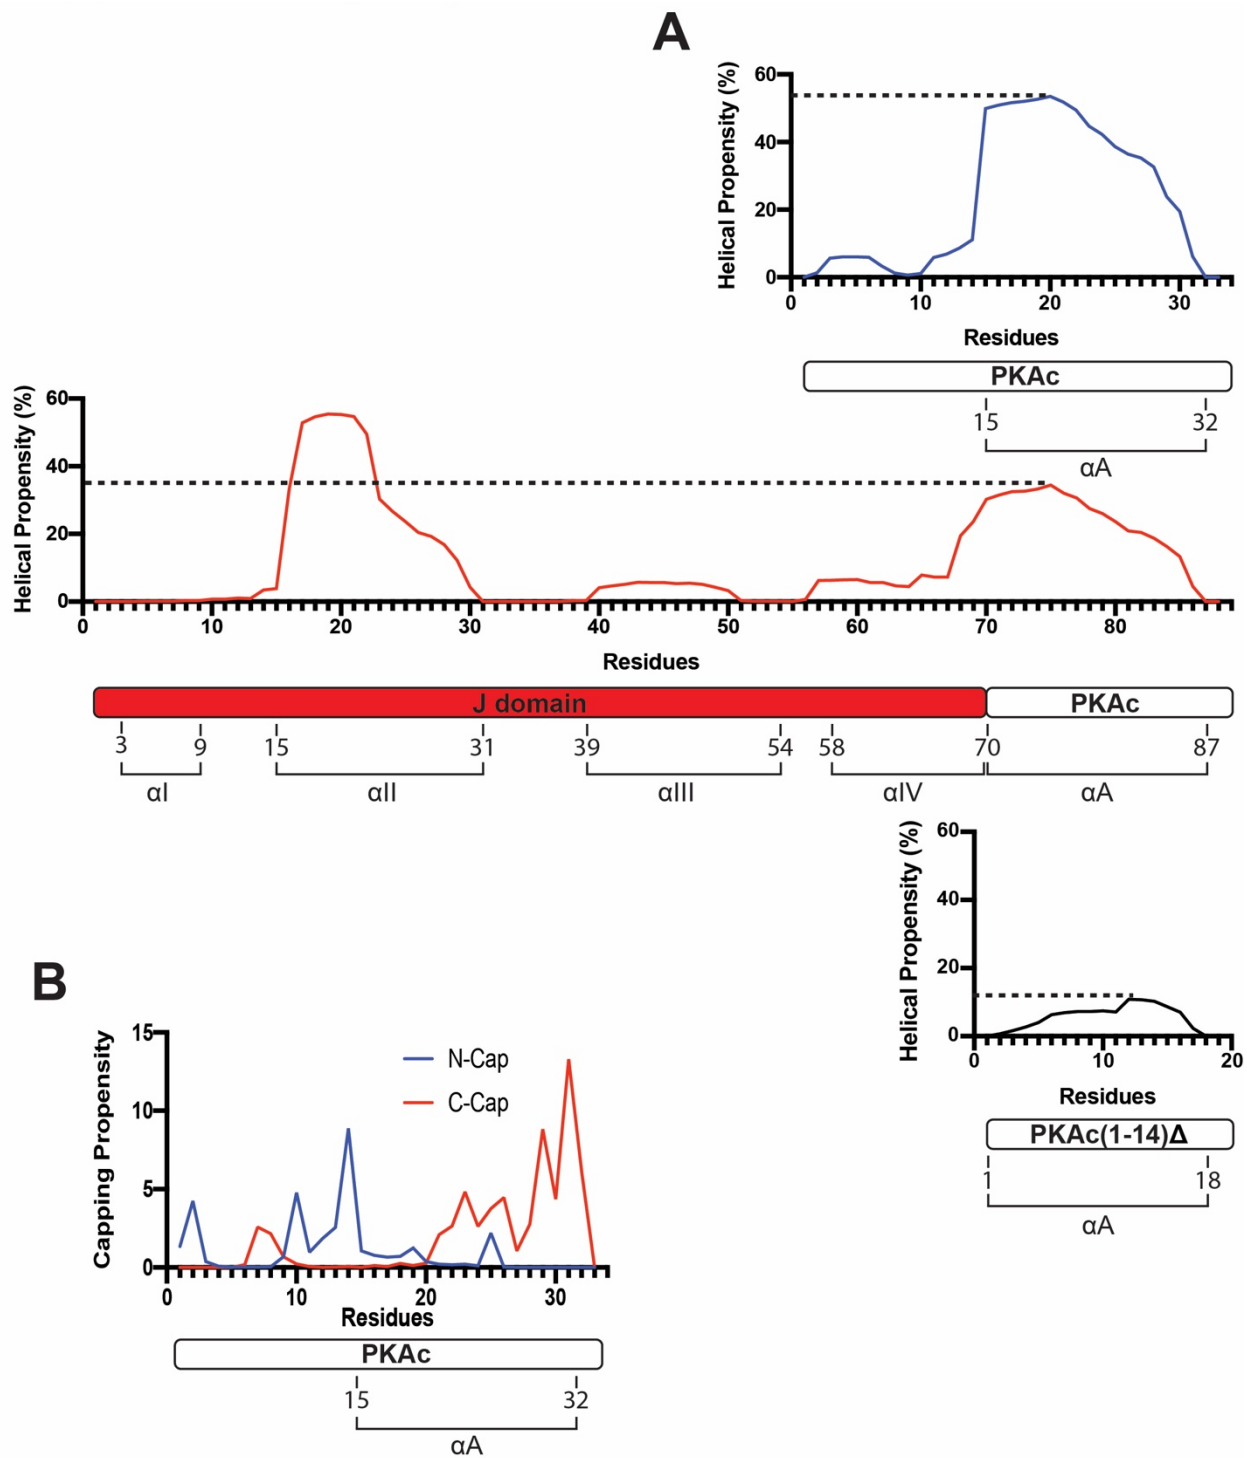 A
Helical Propensity (%)
60
40
20
0
0 10 20 30
Residues
PKAc
15 32
αA
Helical Propensity (%)
60
40
20
0
0 10 20 30 40 50 60 70 80
Residues
J domain PKAc
3 9 15 31 39 54 58 70 87
αI αII αIII αIV αA
Helical Propensity (%)
60
40
20
0
0 10 20
Residues
PKAc(1-14)Δ
1 18
αA
B
Capping Propensity
15
10
5
0
N-Cap
C-Cap
0 10 20 30
Residues
PKAc
15 32
αA